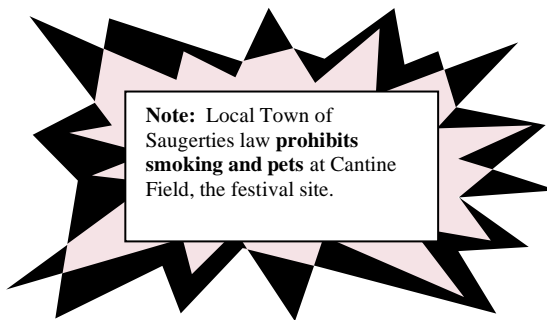 Note:  Local Town of
Saugerties law prohibits
smoking and pets at Cantine
Field, the festival site.